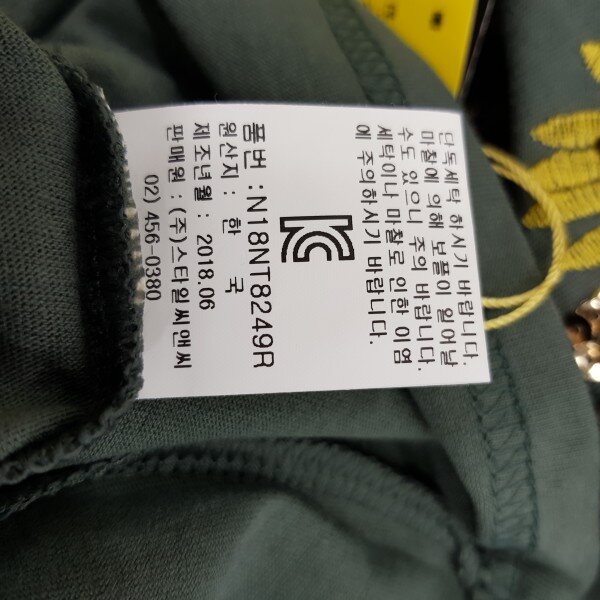 단독세탁 하시기 바랍니다.
마찰에 의해 보풀이 일어날
수도 있으니 주의 바랍니다.
세탁이나 마찰로 인한 이염
에 주의하시기 바랍니다.
품번 : N18NT8249R
원산지 : 한 국
제조년월 : 2018.06
판매원 : (주)스타일씨앤씨
02) 456-0380